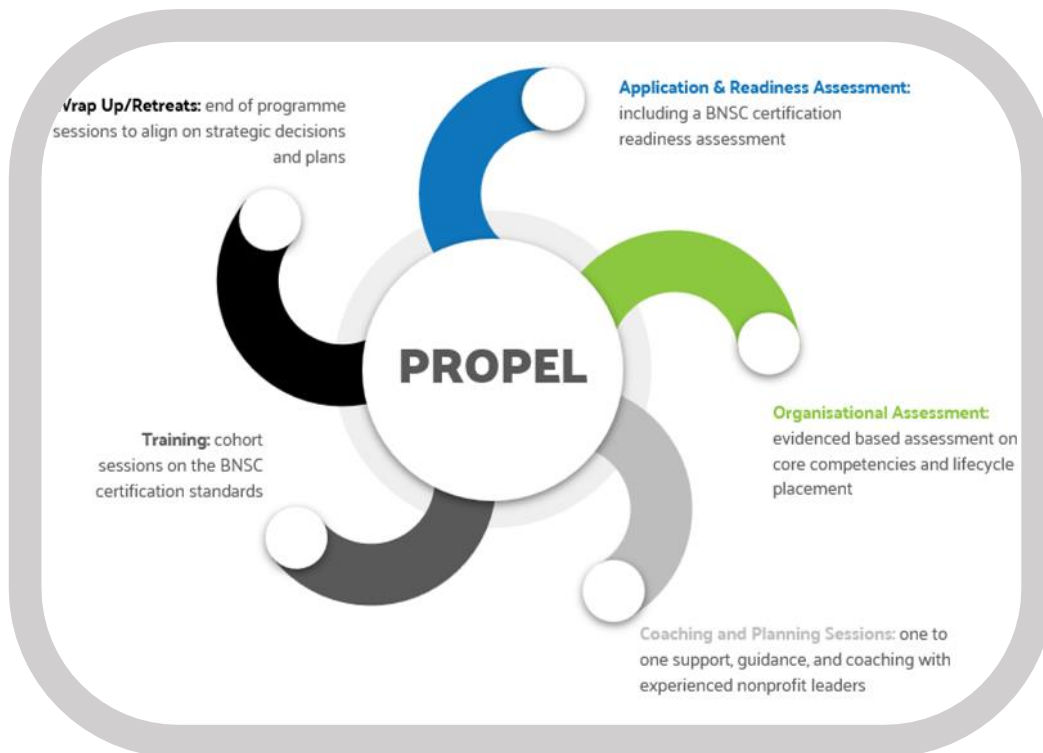 Application & Readiness Assessment:
including a BNSC certification
readiness assessment
Organisational Assessment:
evidenced based assessment on
core competencies and lifecycle
placement
Coaching and Planning Sessions: one to
one support, guidance, and coaching with
experienced nonprofit leaders
Training: cohort
sessions on the BNSC
certification standards
Wrap Up/Retreats: end of programme
sessions to align on strategic decisions
and plans
PROPEL